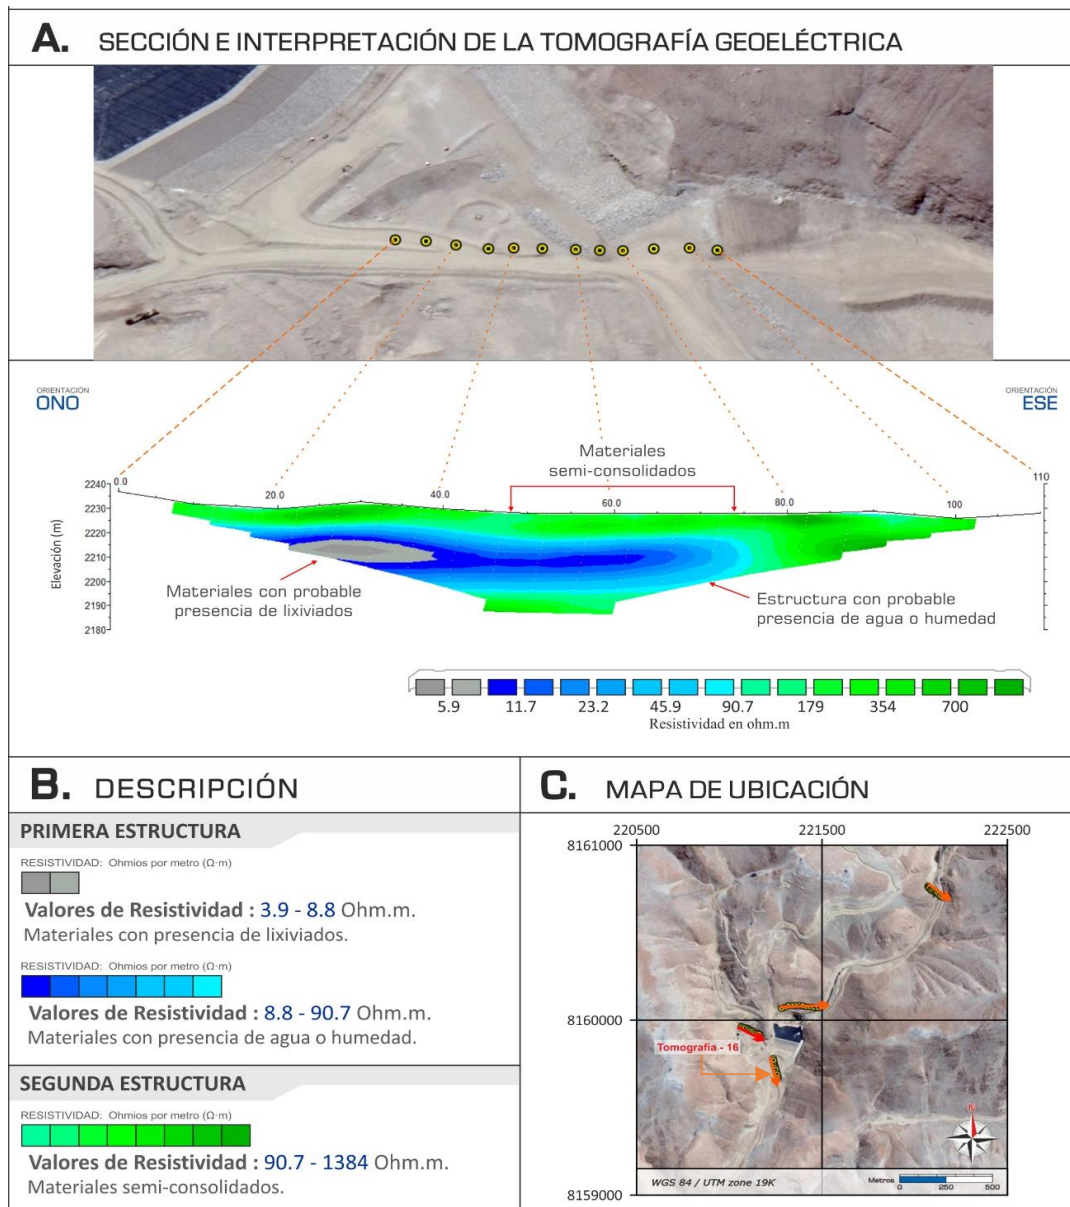 A. SECCIÓN E INTERPRETACIÓN DE LA TOMOGRAFÍA GEOELÉCTRICA
ORIENTACIÓN
ONO
ORIENTACIÓN
ESE
Materiales
semi-consolidados
0.0
20.0
40.0
60.0
80.0
100
110
Elevación (m)
2240
2230
2220
2210
2200
2190
2180
Materiales con probable
presencia de lixiviados
Estructura con probable
presencia de agua o humedad
5.9 11.7 23.2 45.9 90.7 179 354 700
Resistividad en ohm.m
B. DESCRIPCIÓN
PRIMERA ESTRUCTURA
RESISTIVIDAD: Ohmios por metro (Ω·m)
Valores de Resistividad : 3.9 - 8.8 Ohm.m.
Materiales con presencia de lixiviados.
RESISTIVIDAD: Ohmios por metro (Ω·m)
Valores de Resistividad : 8.8 - 90.7 Ohm.m.
Materiales con presencia de agua o humedad.
SEGUNDA ESTRUCTURA
RESISTIVIDAD: Ohmios por metro (Ω·m)
Valores de Resistividad : 90.7 - 1384 Ohm.m.
Materiales semi-consolidados.
C. MAPA DE UBICACIÓN
220500 221500 222500
8161000
8160000
8159000
Tomografía - 16
N
WGS 84 / UTM zone 19K
Metros
0 250 500